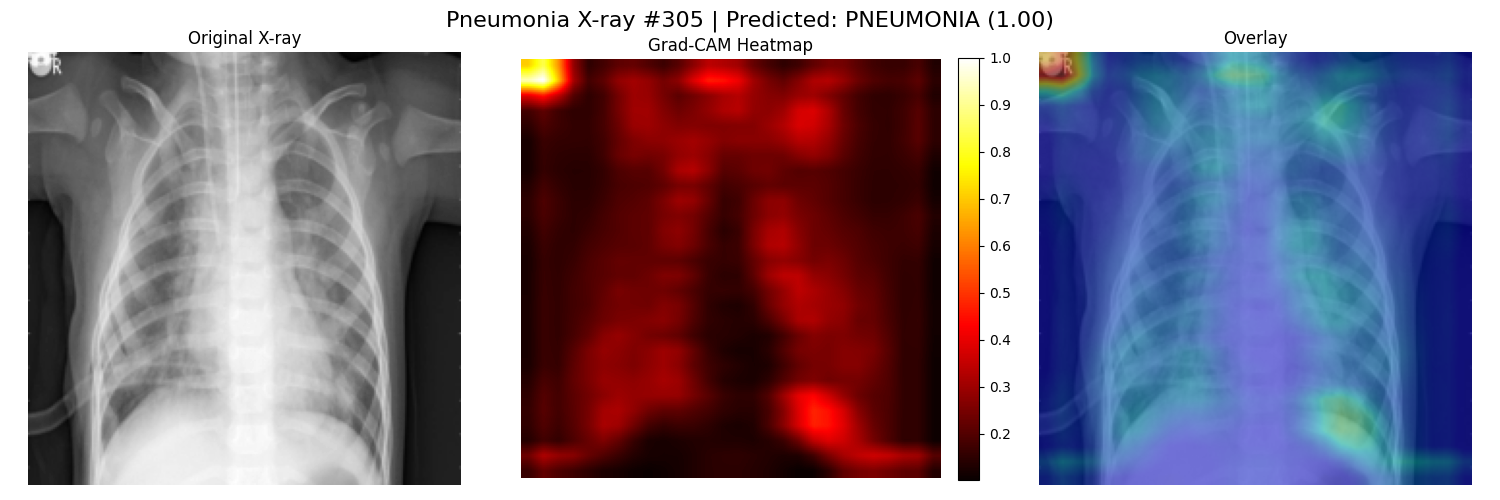 Pneumonia X-ray #305 | Predicted: PNEUMONIA (1.00)
Original X-ray
Grad-CAM Heatmap
Overlay
R
R
1.0
0.9
0.8
0.7
0.6
0.5
0.4
0.3
0.2